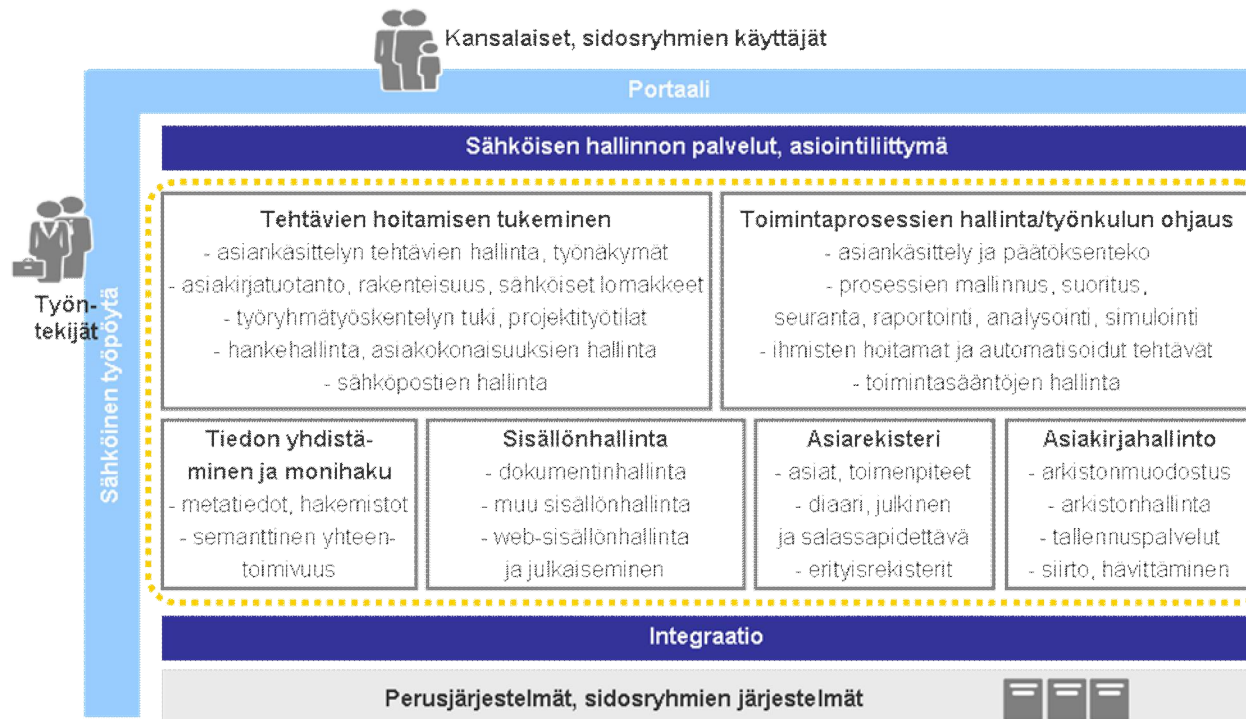 Kansalaiset, sidosryhmien käyttäjät
Portaali
Sähköisen hallinnon palvelut, asiointiliittymä
Työn-
tekijät
Sähköinen työpöytä
Tehtävien hoitamisen tukeminen
- asiankäsittelyn tehtävien hallinta, työnäkymät
- asiakirjatuotanto, rakenteisuus, sähköiset lomakkeet
- työryhmätyöskentelyn tuki, projektityötilat
- hankehallinta, asiakokonaisuuksien hallinta
- sähköpostien hallinta
Toimintaprosessien hallinta/työnkulun ohjaus
- asiankäsittely ja päätöksenteko
- prosessien mallinnus, suoritus,
seuranta, raportointi, analysointi, simulointi
- ihmisten hoitamat ja automatisoidut tehtävät
- toimintasääntöjen hallinta
Tiedon yhdistä-
minen ja monihaku
- metatiedot, hakemistot
- semanttinen yhteen-
toimivuus
Sisällönhallinta
- dokumentinhallinta
- muu sisällönhallinta
- web-sisällönhallinta
ja julkaiseminen
Asiarekisteri
- asiat, toimenpiteet
- diaari, julkinen
ja salassapidettävä
- erityisrekisterit
Asiakirjahallinto
- arkistonmuodostus
- arkistonhallinta
- tallennuspalvelut
- siirto, hävittäminen
Integraatio
Perusjärjestelmät, sidosryhmien järjestelmät